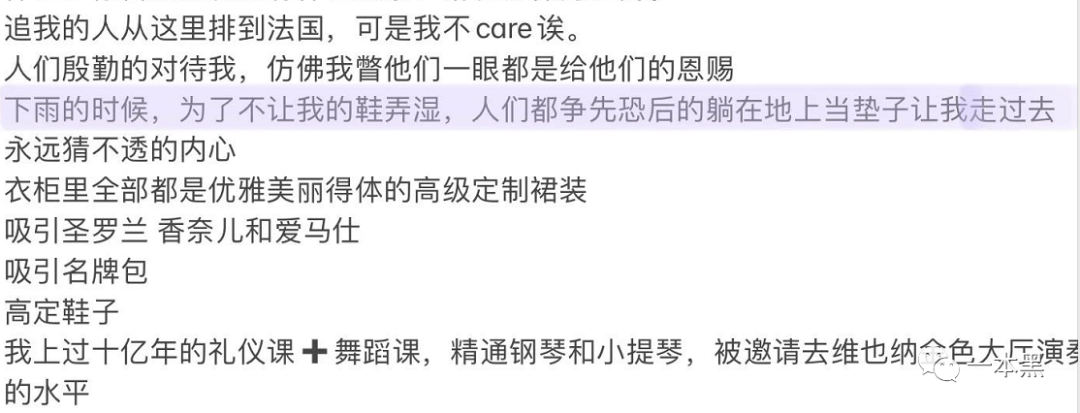 追我的人从这里排到法国，可是我不care诶。
人们殷勤的对待我，仿佛我瞥他们一眼都是给他们的恩赐
下雨的时候，为了不让我的鞋弄湿，人们都争先恐后的躺在地上当垫子让我走过去
永远猜不透的内心
衣柜里全部都是优雅美丽得体的高级定制裙装
吸引圣罗兰 香奈儿和爱马仕
吸引名牌包
高定鞋子
我上过十亿年的礼仪课➕舞蹈课，精通钢琴和小提琴，被邀请去维也纳金色大厅演奏
的水平
一本黑